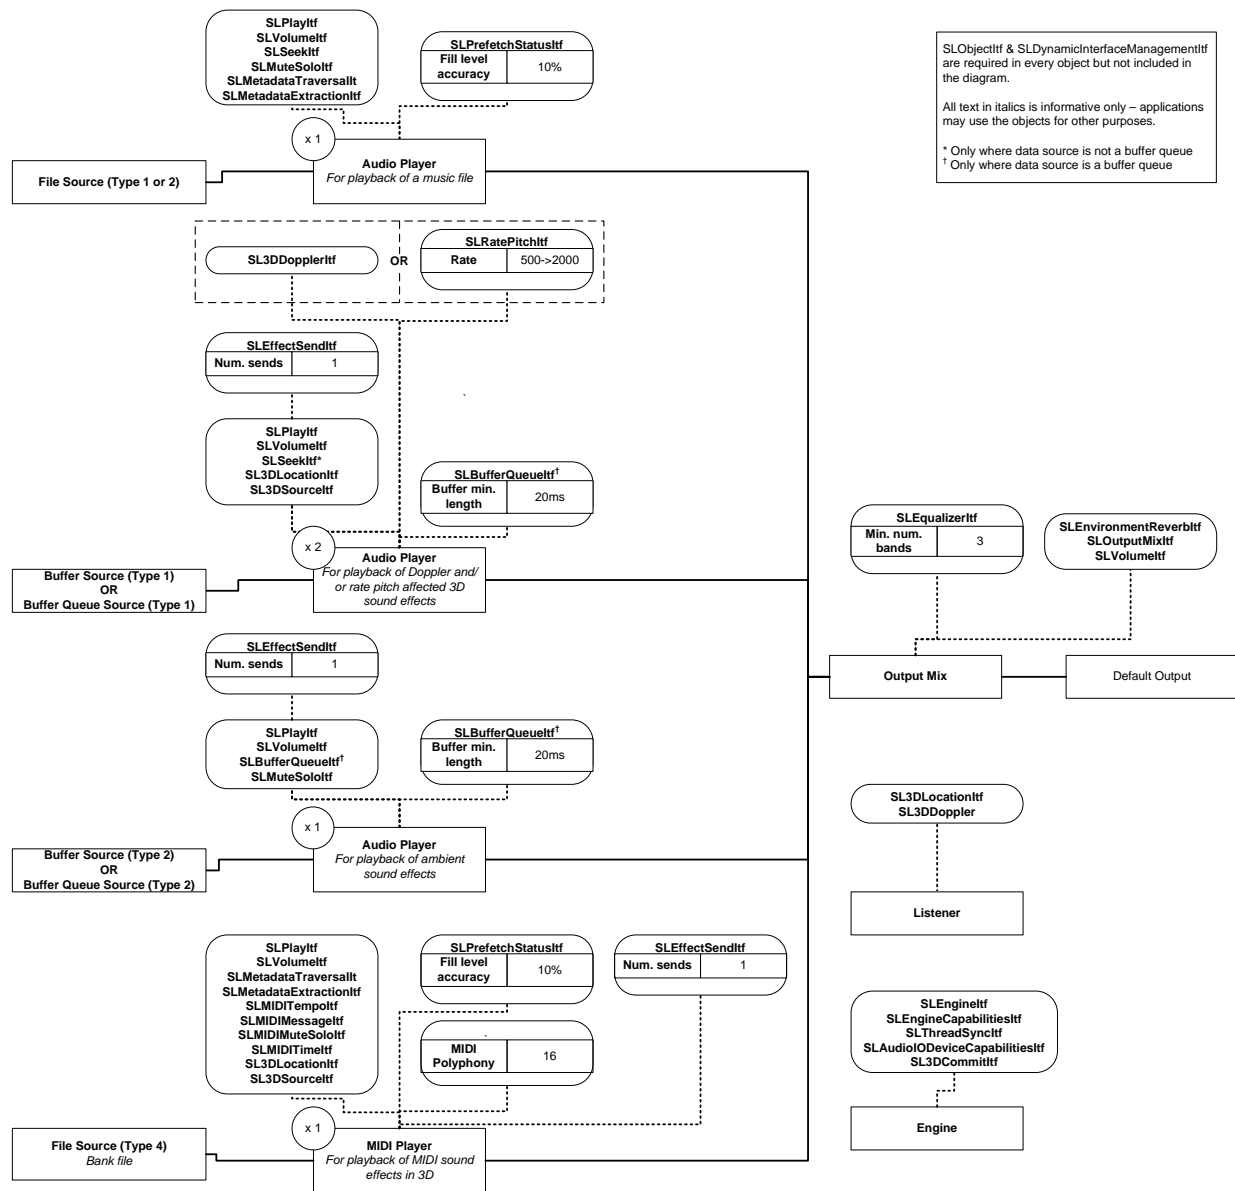 SLPlayItf
SLVolumeItf
SLSeekItf
SLMuteSoloItf
SLMetadataTraversalIt
SLMetadataExtractionItf
SLPrefetchStatusItf
Fill level
accuracy
10%
SLObjectItf & SLDynamicInterfaceManagementItf
are required in every object but not included in
the diagram.
All text in italics is informative only – applications
may use the objects for other purposes.
* Only where data source is not a buffer queue
† Only where data source is a buffer queue
x 1
Audio Player
For playback of a music file
File Source (Type 1 or 2)
SL3DDopplerItf
OR
SLRatePitchItf
Rate
500->2000
SLEffectSendItf
Num. sends
1
SLPlayItf
SLVolumeItf
SLSeekItf*
SL3DLocationItf
SL3DSourceItf
SLBufferQueueItf†
Buffer min.
length
20ms
x 2
Audio Player
For playback of Doppler and/
or rate pitch affected 3D
sound effects
Buffer Source (Type 1)
OR
Buffer Queue Source (Type 1)
SLEqualizerItf
Min. num.
bands
3
SLEnvironmentReverbItf
SLOutputMixItf
SLVolumeItf
Output Mix
Default Output
SLEffectSendItf
Num. sends
1
SLPlayItf
SLVolumeItf
SLBufferQueueItf†
SLMuteSoloItf
SLBufferQueueItf†
Buffer min.
length
20ms
x 1
Audio Player
For playback of ambient
sound effects
Buffer Source (Type 2)
OR
Buffer Queue Source (Type 2)
SL3DLocationItf
SL3DDoppler
Listener
SLPlayItf
SLVolumeItf
SLMetadataTraversalIt
SLMetadataExtractionItf
SLMIDITempoItf
SLMIDIMessageItf
SLMIDIMuteSoloItf
SLMIDITimeItf
SL3DLocationItf
SL3DSourceItf
SLPrefetchStatusItf
Fill level
accuracy
10%
SLEffectSendItf
Num. sends
1
MIDI
Polyphony
16
SLEngineItf
SLEngineCapabilitiesItf
SLThreadSyncItf
SLAudioIODeviceCapabilitiesItf
SL3DCommitItf
Engine
x 1
MIDI Player
For playback of MIDI sound
effects in 3D
File Source (Type 4)
Bank file